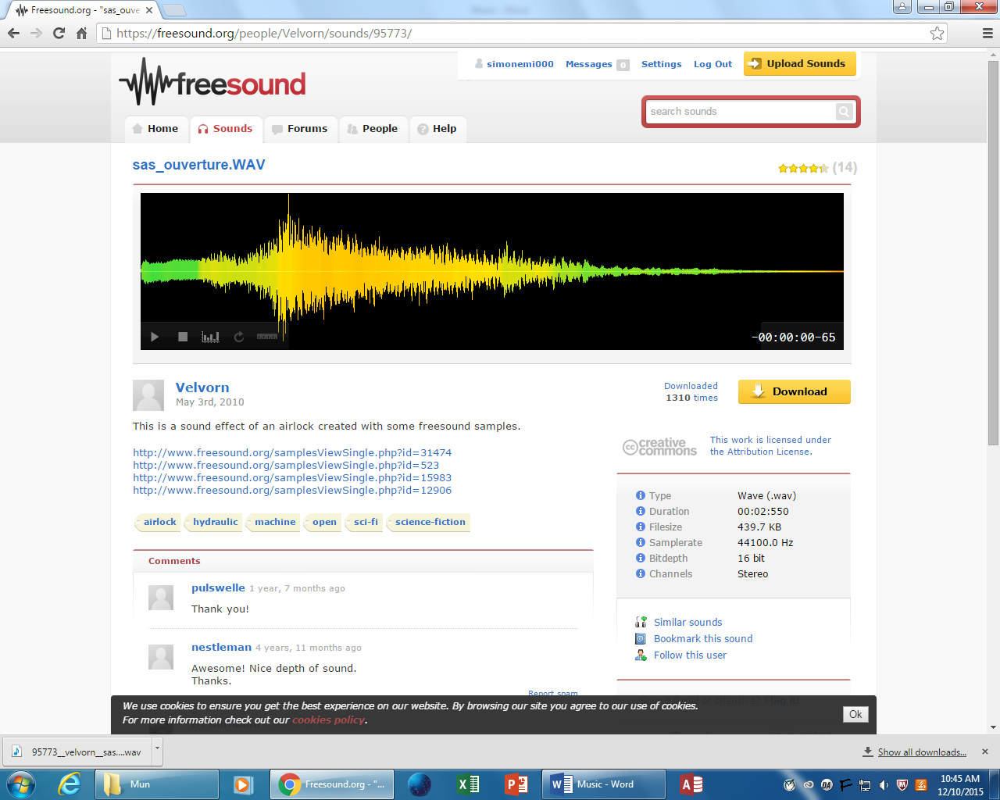 Freesound.org - "sas_ouve
Music - Word
https://freesound.org/people/Velvorn/sounds/95773/
simonemi000 Messages 0 Settings Log Out Upload Sounds
freesound
search sounds
Home Sounds Forums People Help
sas_ouverture.WAV
(14)
-00:00:00-65
Velvorn
May 3rd, 2010
Downloaded
1310 times
Download
This is a sound effect of an airlock created with some freesound samples.
http://www.freesound.org/samplesViewSingle.php?id=31474
http://www.freesound.org/samplesViewSingle.php?id=523
http://www.freesound.org/samplesViewSingle.php?id=15983
http://www.freesound.org/samplesViewSingle.php?id=12906
cc creative
commons
This work is licensed under
the Attribution License.
airlock hydraulic machine open sci-fi science-fiction
Type Wave (.wav)
Duration 00:02:550
Filesize 439.7 KB
Samplerate 44100.0 Hz
Bitdepth 16 bit
Channels Stereo
Comments
pulswelle 1 year, 7 months ago
Thank you!
nestleman 4 years, 11 months ago
Awesome! Nice depth of sound.
Thanks.
Report spam
Similar sounds
Bookmark this sound
Follow this user
We use cookies to ensure you get the best experience on our website. By browsing our site you agree to our use of cookies.
For more information check out our cookies policy.
Ok
95773__velvorn__sas....wav
Show all downloads...
Mun
Freesound.org - "...
Music - Word
10:45 AM
12/10/2015